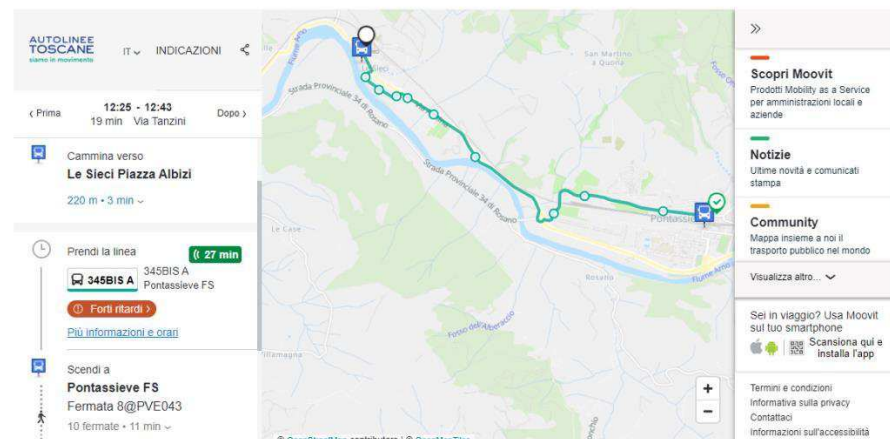 AUTOLINEE
TOSCANE
siamo in movimento
IT
INDICAZIONI
‹ Prima
12:25 - 12:43
19 min Via Tanzini
Dopo ›
Cammina verso
Le Sieci Piazza Albizi
220 m • 3 min
Prendi la linea
27 min
345BIS A
345BIS A
Pontassieve FS
Forti ritardi ›
Più informazioni e orari
Scendi a
Pontassieve FS
Fermata 8@PVE043
10 fermate • 11 min
Fiume Arno
Sieci
San Martino
a Quona
Strada Provinciale 34 di Rosano
Strada Provinciale 34 di Rosano
Le Case
Rosano
Fiume Arno
Fosso dell'Alberaccio
Villamagna
+
−
»
Scopri Moovit
Prodotti Mobility as a Service
per amministrazioni locali e
aziende
Notizie
Ultime novità e comunicati
stampa
Community
Mappa insieme a noi il
trasporto pubblico nel mondo
Visualizza altro...
Sei in viaggio? Usa Moovit
sul tuo smartphone
Scansiona qui e
installa l'app
Termini e condizioni
Informativa sulla privacy
Contattaci
Informazioni sull'accessibilità